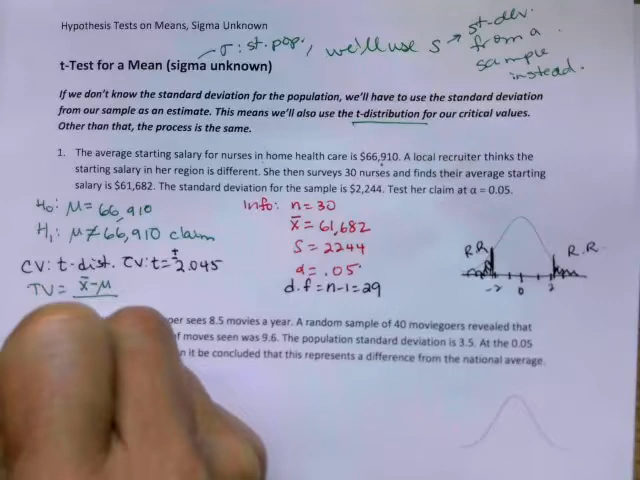 Hypothesis Tests on Means, Sigma Unknown
σ: st. pop., we'll use s → st. dev. from a sample instead.
t-Test for a Mean (sigma unknown)
If we don't know the standard deviation for the population, we'll have to use the standard deviation
from our sample as an estimate. This means we'll also use the t-distribution for our critical values.
Other than that, the process is the same.
1. The average starting salary for nurses in home health care is $66,910. A local recruiter thinks the
starting salary in her region is different. She then surveys 30 nurses and finds their average starting
salary is $61,682. The standard deviation for the sample is $2,244. Test her claim at α = 0.05.
H₀: μ = 66,910
H₁: μ ≠ 66,910 claim
CV: t-dist. CV: t = ± 2.045
TV = x̄-μ
Info: n = 30
x̄ = 61,682
S = 2244
α = .05
d.f = n-1 = 29
R.R R.R.
-2 0 2
sees 8.5 movies a year. A random sample of 40 moviegoers revealed that
moves seen was 9.6. The population standard deviation is 3.5. At the 0.05
it be concluded that this represents a difference from the national average.